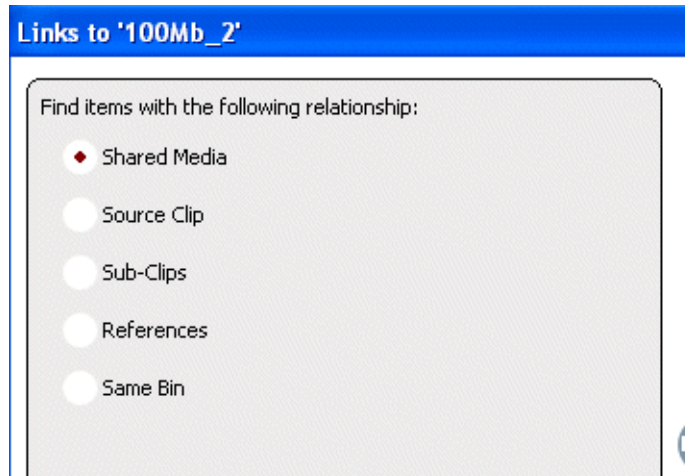 Links to '100Mb_2'
Find items with the following relationship:
Shared Media
Source Clip
Sub-Clips
References
Same Bin